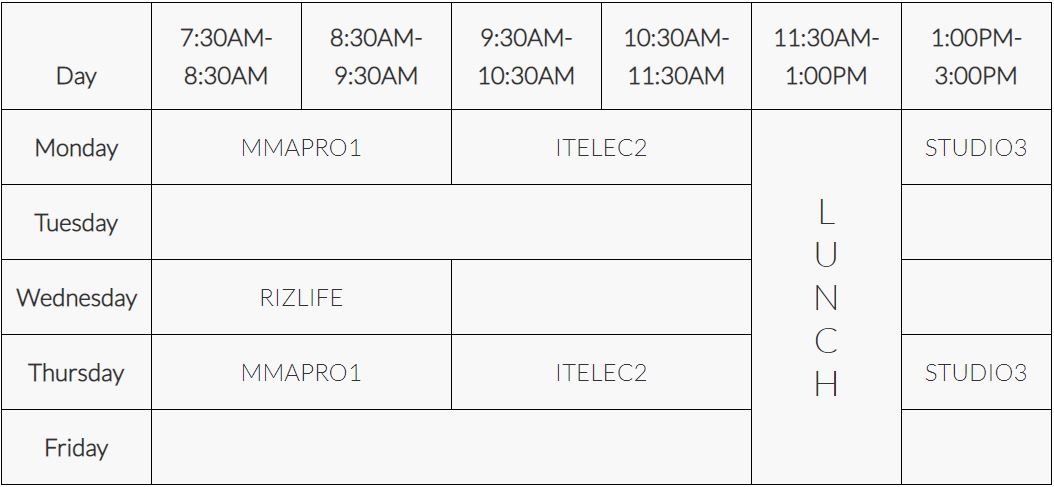 Day 7:30AM-8:30AM 8:30AM-9:30AM 9:30AM-10:30AM 10:30AM-11:30AM 11:30AM-1:00PM 1:00PM-3:00PM
Monday MMAPRO1 ITELEC2 LUNCH STUDIO3
Tuesday
Wednesday RIZLIFE
Thursday MMAPRO1 ITELEC2 STUDIO3
Friday